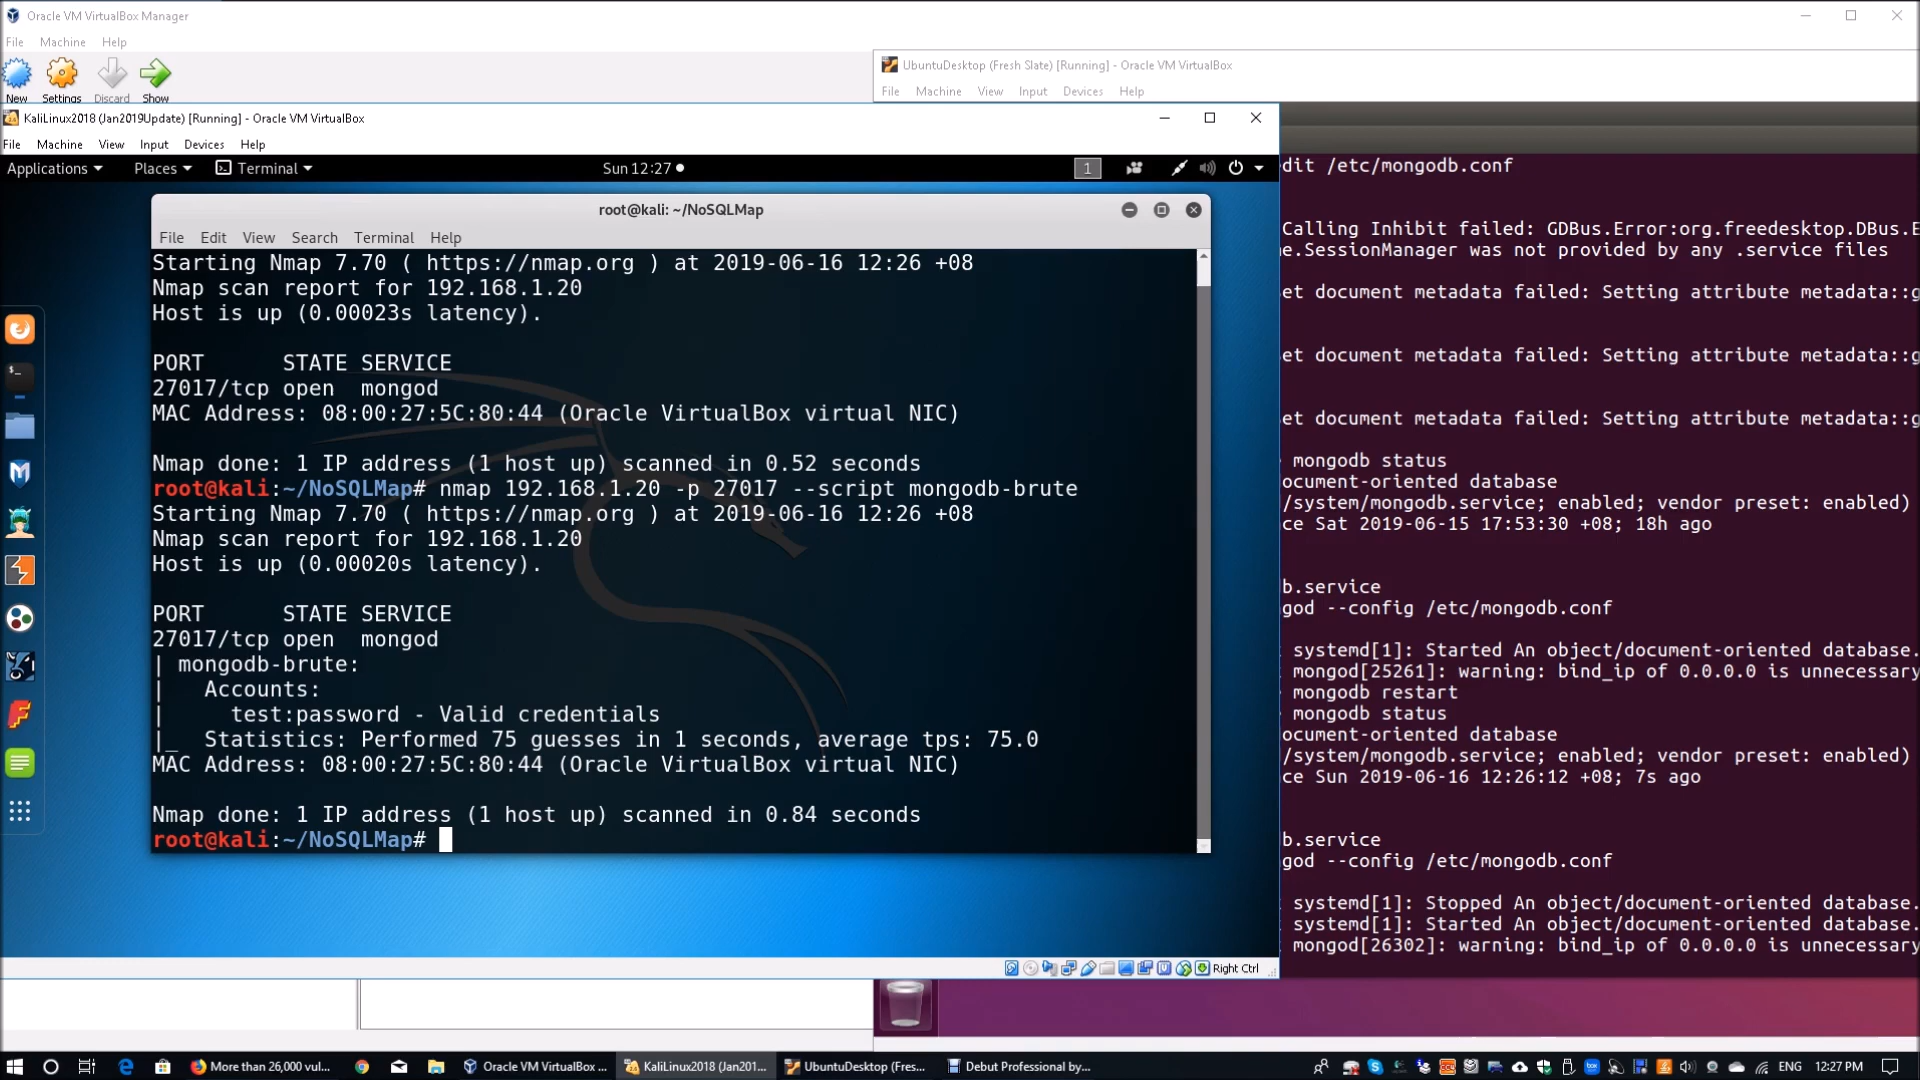 Oracle VM VirtualBox Manager
File Machine Help
New Settings Discard Show
UbuntuDesktop (Fresh Slate) [Running] - Oracle VM VirtualBox
File Machine View Input Devices Help
KaliLinux2018 (Jan2019Update) [Running] - Oracle VM VirtualBox
File Machine View Input Devices Help
Applications Places Terminal Sun 12:27 1
root@kali: ~/NoSQLMap
File Edit View Search Terminal Help
Starting Nmap 7.70 ( https://nmap.org ) at 2019-06-16 12:26 +08
Nmap scan report for 192.168.1.20
Host is up (0.00023s latency).
PORT STATE SERVICE
27017/tcp open mongod
MAC Address: 08:00:27:5C:80:44 (Oracle VirtualBox virtual NIC)
Nmap done: 1 IP address (1 host up) scanned in 0.52 seconds
root@kali:~/NoSQLMap# nmap 192.168.1.20 -p 27017 --script mongodb-brute
Starting Nmap 7.70 ( https://nmap.org ) at 2019-06-16 12:26 +08
Nmap scan report for 192.168.1.20
Host is up (0.00020s latency).
PORT STATE SERVICE
27017/tcp open mongod
| mongodb-brute:
| Accounts:
| test:password - Valid credentials
|_ Statistics: Performed 75 guesses in 1 seconds, average tps: 75.0
MAC Address: 08:00:27:5C:80:44 (Oracle VirtualBox virtual NIC)
Nmap done: 1 IP address (1 host up) scanned in 0.84 seconds
root@kali:~/NoSQLMap#
Right Ctrl
dit /etc/mongodb.conf
Calling Inhibit failed: GDBus.Error:org.freedesktop.DBus.E
e.SessionManager was not provided by any .service files
et document metadata failed: Setting attribute metadata::g
et document metadata failed: Setting attribute metadata::g
et document metadata failed: Setting attribute metadata::g
mongodb status
ocument-oriented database
/system/mongodb.service; enabled; vendor preset: enabled)
ce Sat 2019-06-15 17:53:30 +08; 18h ago
b.service
god --config /etc/mongodb.conf
systemd[1]: Started An object/document-oriented database.
mongod[25261]: warning: bind_ip of 0.0.0.0 is unnecessary
mongodb restart
mongodb status
ocument-oriented database
/system/mongodb.service; enabled; vendor preset: enabled)
ce Sun 2019-06-16 12:26:12 +08; 7s ago
b.service
god --config /etc/mongodb.conf
systemd[1]: Stopped An object/document-oriented database.
systemd[1]: Started An object/document-oriented database.
mongod[26302]: warning: bind_ip of 0.0.0.0 is unnecessary
More than 26,000 vul... Oracle VM VirtualBox ... KaliLinux2018 (Jan201... UbuntuDesktop (Fres... Debut Professional by... ENG 12:27 PM